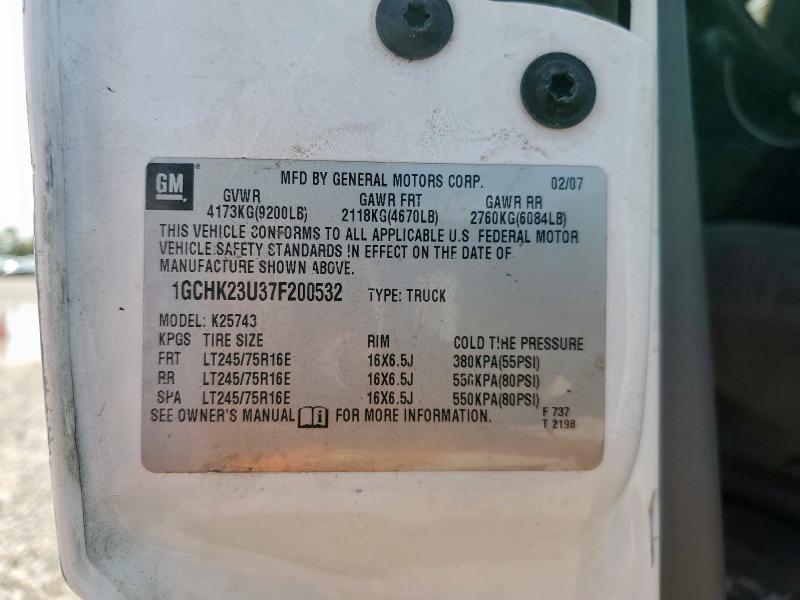 GM
MFD BY GENERAL MOTORS CORP. 02/07
GVWR GAWR FRT GAWR RR
4173KG(9200LB) 2118KG(4670LB) 2760KG(6084LB)
THIS VEHICLE CONFORMS TO ALL APPLICABLE U.S FEDERAL MOTOR
VEHICLE SAFETY STANDARDS IN EFFECT ON THE DATE OF
MANUFACTURE SHOWN ABOVE.
1GCHK23U37F200532 TYPE: TRUCK
MODEL: K25743
KPGS TIRE SIZE RIM COLD TIRE PRESSURE
FRT LT245/75R16E 16X6.5J 380KPA(55PSI)
RR LT245/75R16E 16X6.5J 550KPA(80PSI)
SPA LT245/75R16E 16X6.5J 550KPA(80PSI)
SEE OWNER'S MANUAL FOR MORE INFORMATION.
F 737
T 2198